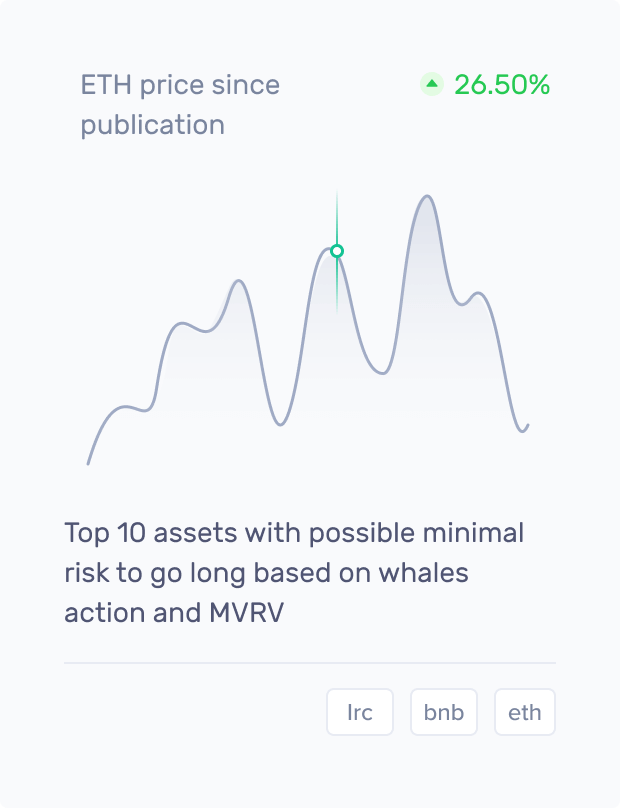 ETH price since
publication
26.50%
Top 10 assets with possible minimal
risk to go long based on whales
action and MVRV
lrc
bnb
eth